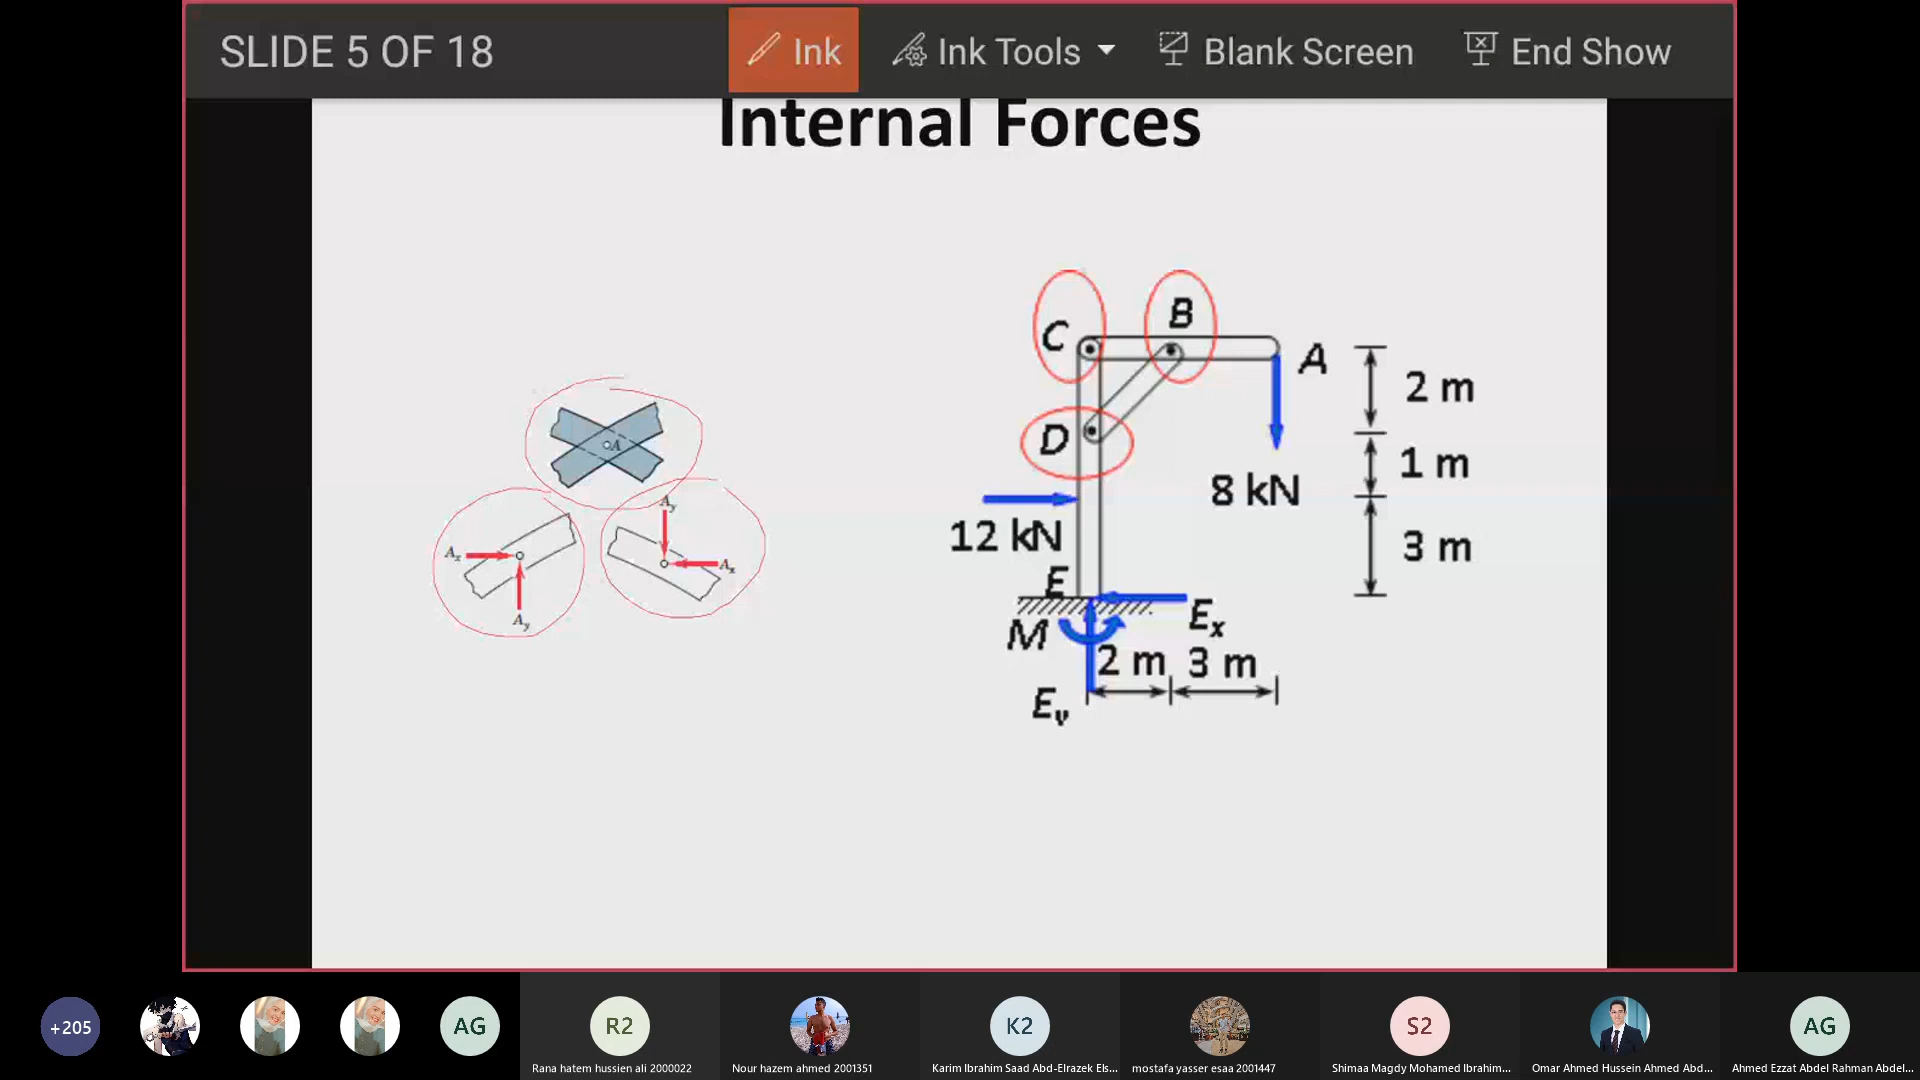 SLIDE 5 OF 18
Ink
Ink Tools
Blank Screen
End Show
Internal Forces
C
B
A
D
2 m
1 m
3 m
8 kN
12 kN
E
M
Ex
2 m
3 m
Ey
A
Ax
Ay
Ay
Ax
+205
AG
R2
K2
S2
AG
Rana hatem hussien ali 2000022
Nour hazem ahmed 2001351
Karim Ibrahim Saad Abd-Elrazek Els...
mostafa yasser esaa 2001447
Shimaa Magdy Mohamed Ibrahim...
Omar Ahmed Hussein Ahmed Abd...
Ahmed Ezzat Abdel Rahman Abdel...